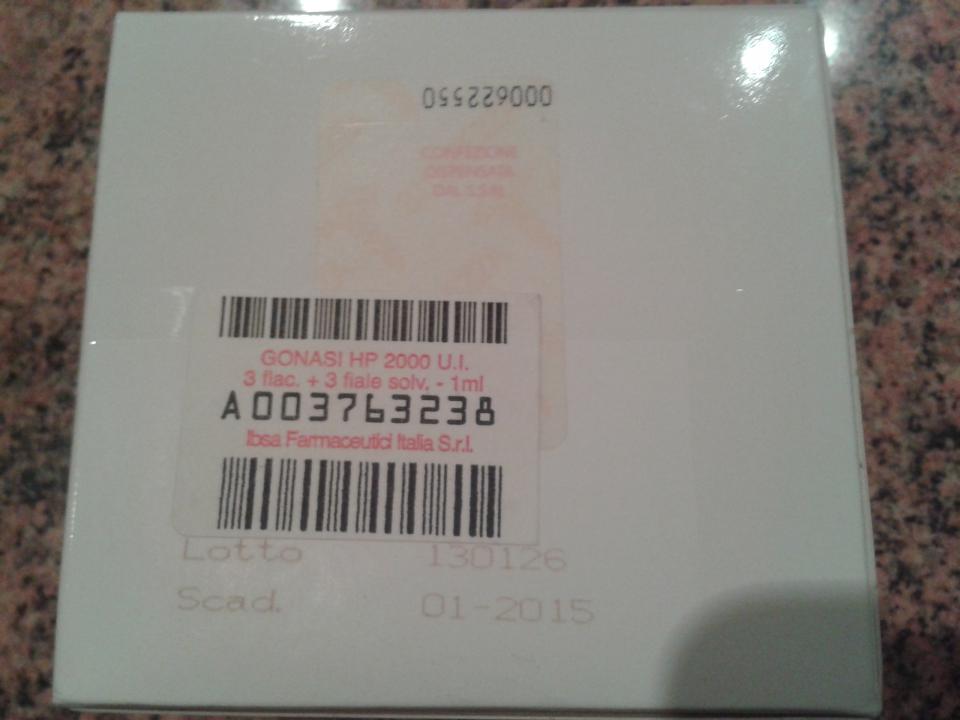 000622550
CONFEZIONE
DISPENSATA
DAL S.S.N.
GONASI HP 2000 U.I.
3 flac. + 3 fiale solv. - 1ml
A003763238
Ibsa Farmaceutici Italia S.r.l.
Lotto 130126
Scad. 01-2015